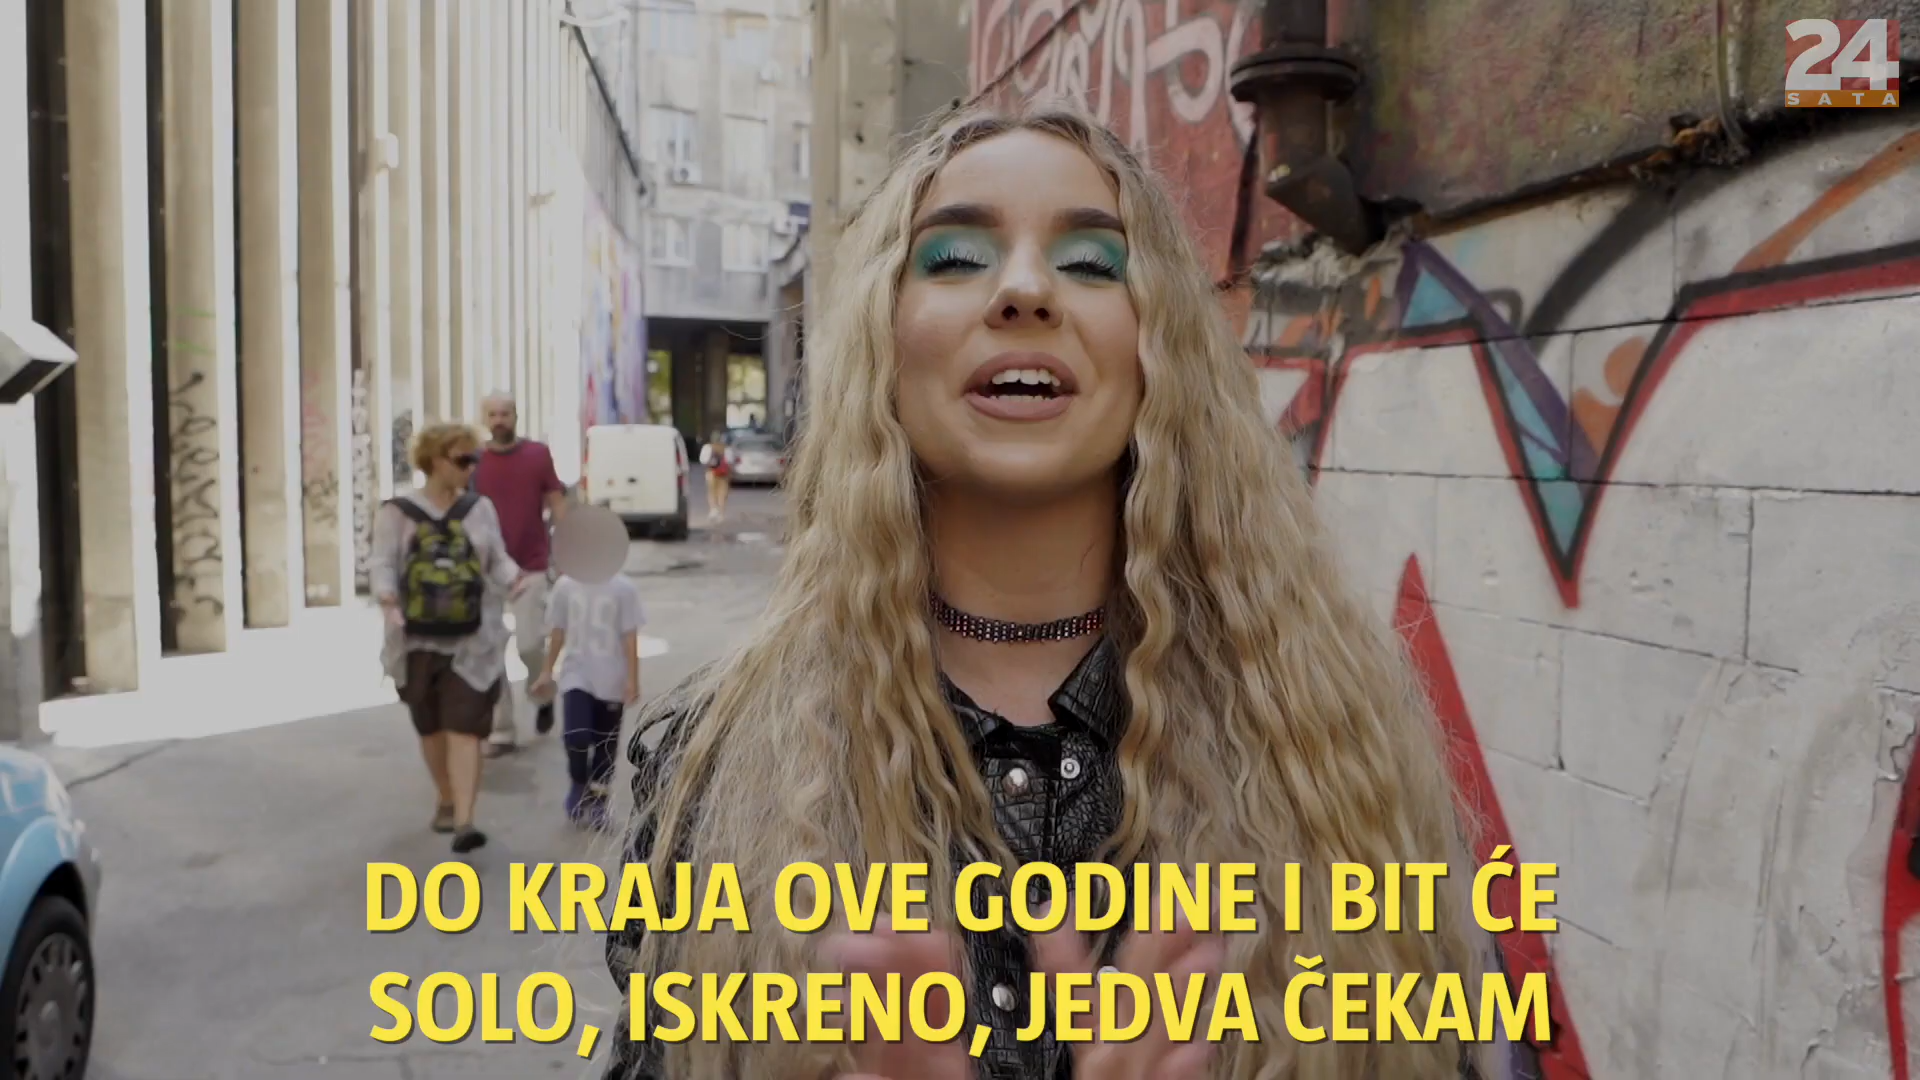 24
SATA
DO KRAJA OVE GODINE I BIT ĆE
SOLO, ISKRENO, JEDVA ČEKAM